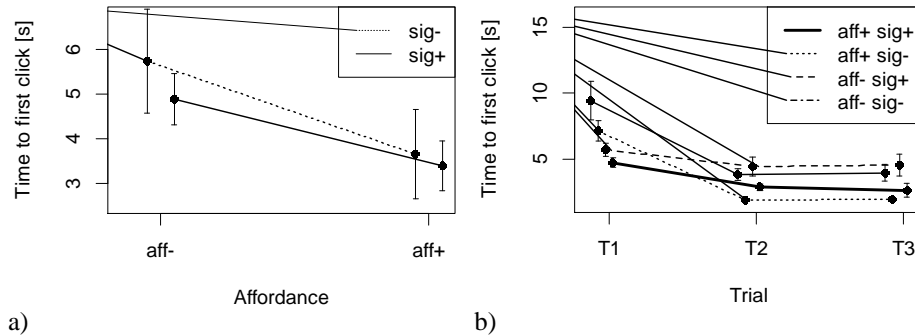 a)
Time to first click [s]
6
5
4
3
aff-
aff+
Affordance
sig-
sig+
b)
Time to first click [s]
15
10
5
T1
T2
T3
Trial
aff+ sig+
aff+ sig-
aff- sig+
aff- sig-